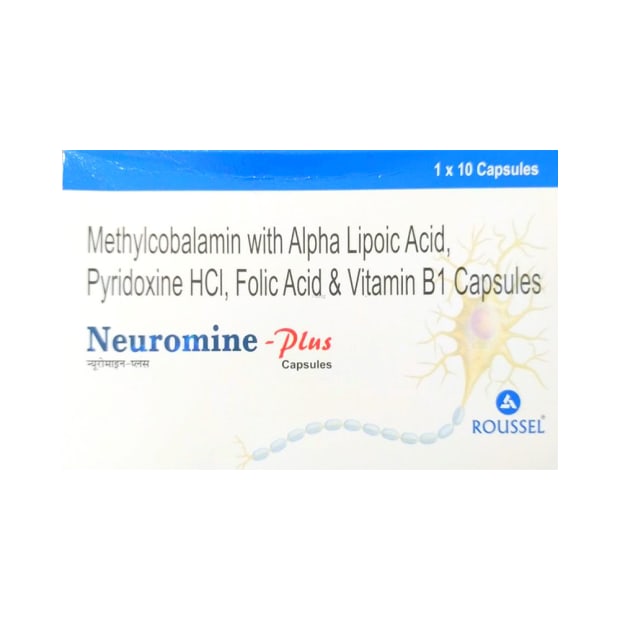 1 x 10 Capsules
Methylcobalamin with Alpha Lipoic Acid,
Pyridoxine HCl, Folic Acid & Vitamin B1 Capsules
Neuromine -Plus
न्यूरोमाइन-प्लस
Capsules
ROUSSEL®